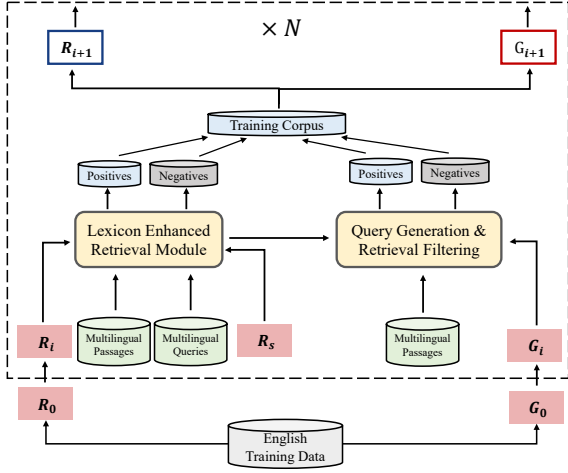 × N
R_{i+1}
G_{i+1}
Training Corpus
Positives
Negatives
Positives
Negatives
Lexicon Enhanced
Retrieval Module
Query Generation &
Retrieval Filtering
R_i
Multilingual
Passages
Multilingual
Queries
R_s
Multilingual
Passages
G_i
R_0
G_0
English
Training Data